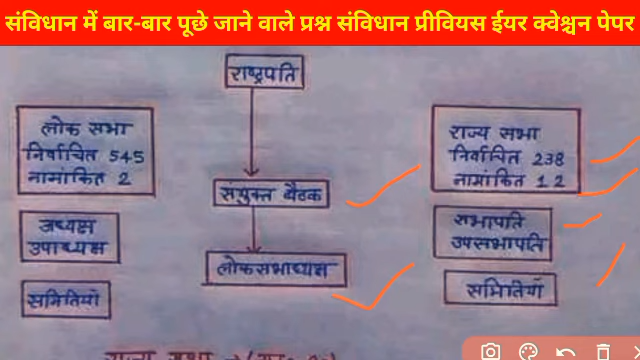 संविधान में बार-बार पूछे जाने वाले प्रश्न संविधान प्रीवियस ईयर क्वेश्चन पेपर
राष्ट्रपति
लोक सभा
निर्वाचित 545
नामांकित 2
राज्य सभा
निर्वाचित 238
नामांकित 12
संयुक्त बैठक
अध्यक्ष
उपाध्यक्ष
सभापति
उपसभापति
लोकसभाध्यक्ष
समितियाँ
समितियाँ